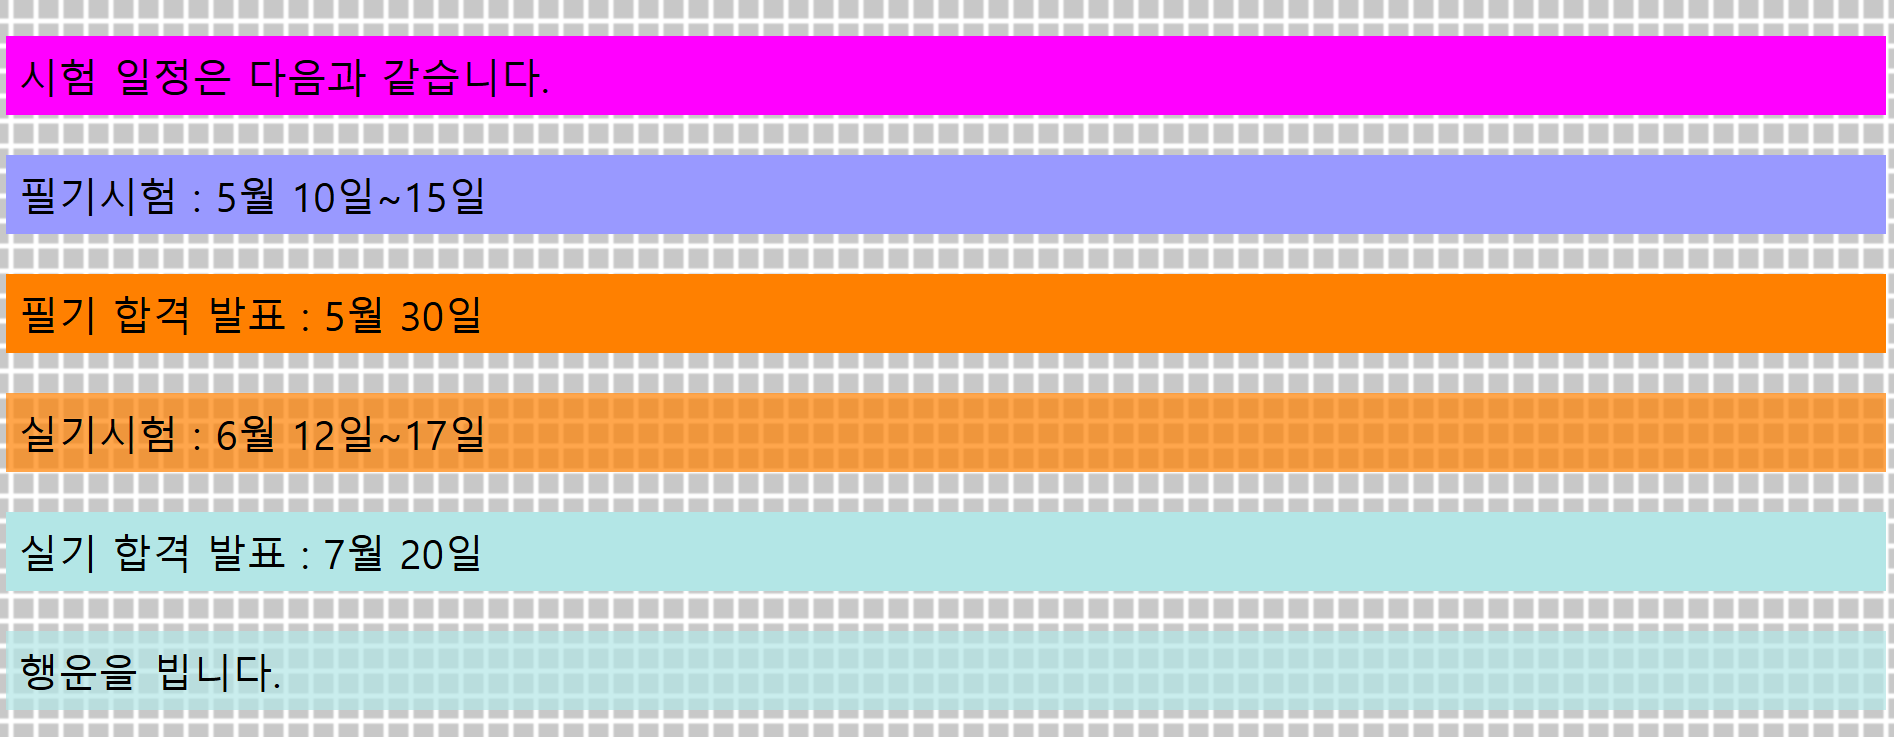 시험 일정은 다음과 같습니다.
필기시험 : 5월 10일~15일
필기 합격 발표 : 5월 30일
실기시험 : 6월 12일~17일
실기 합격 발표 : 7월 20일
행운을 빕니다.